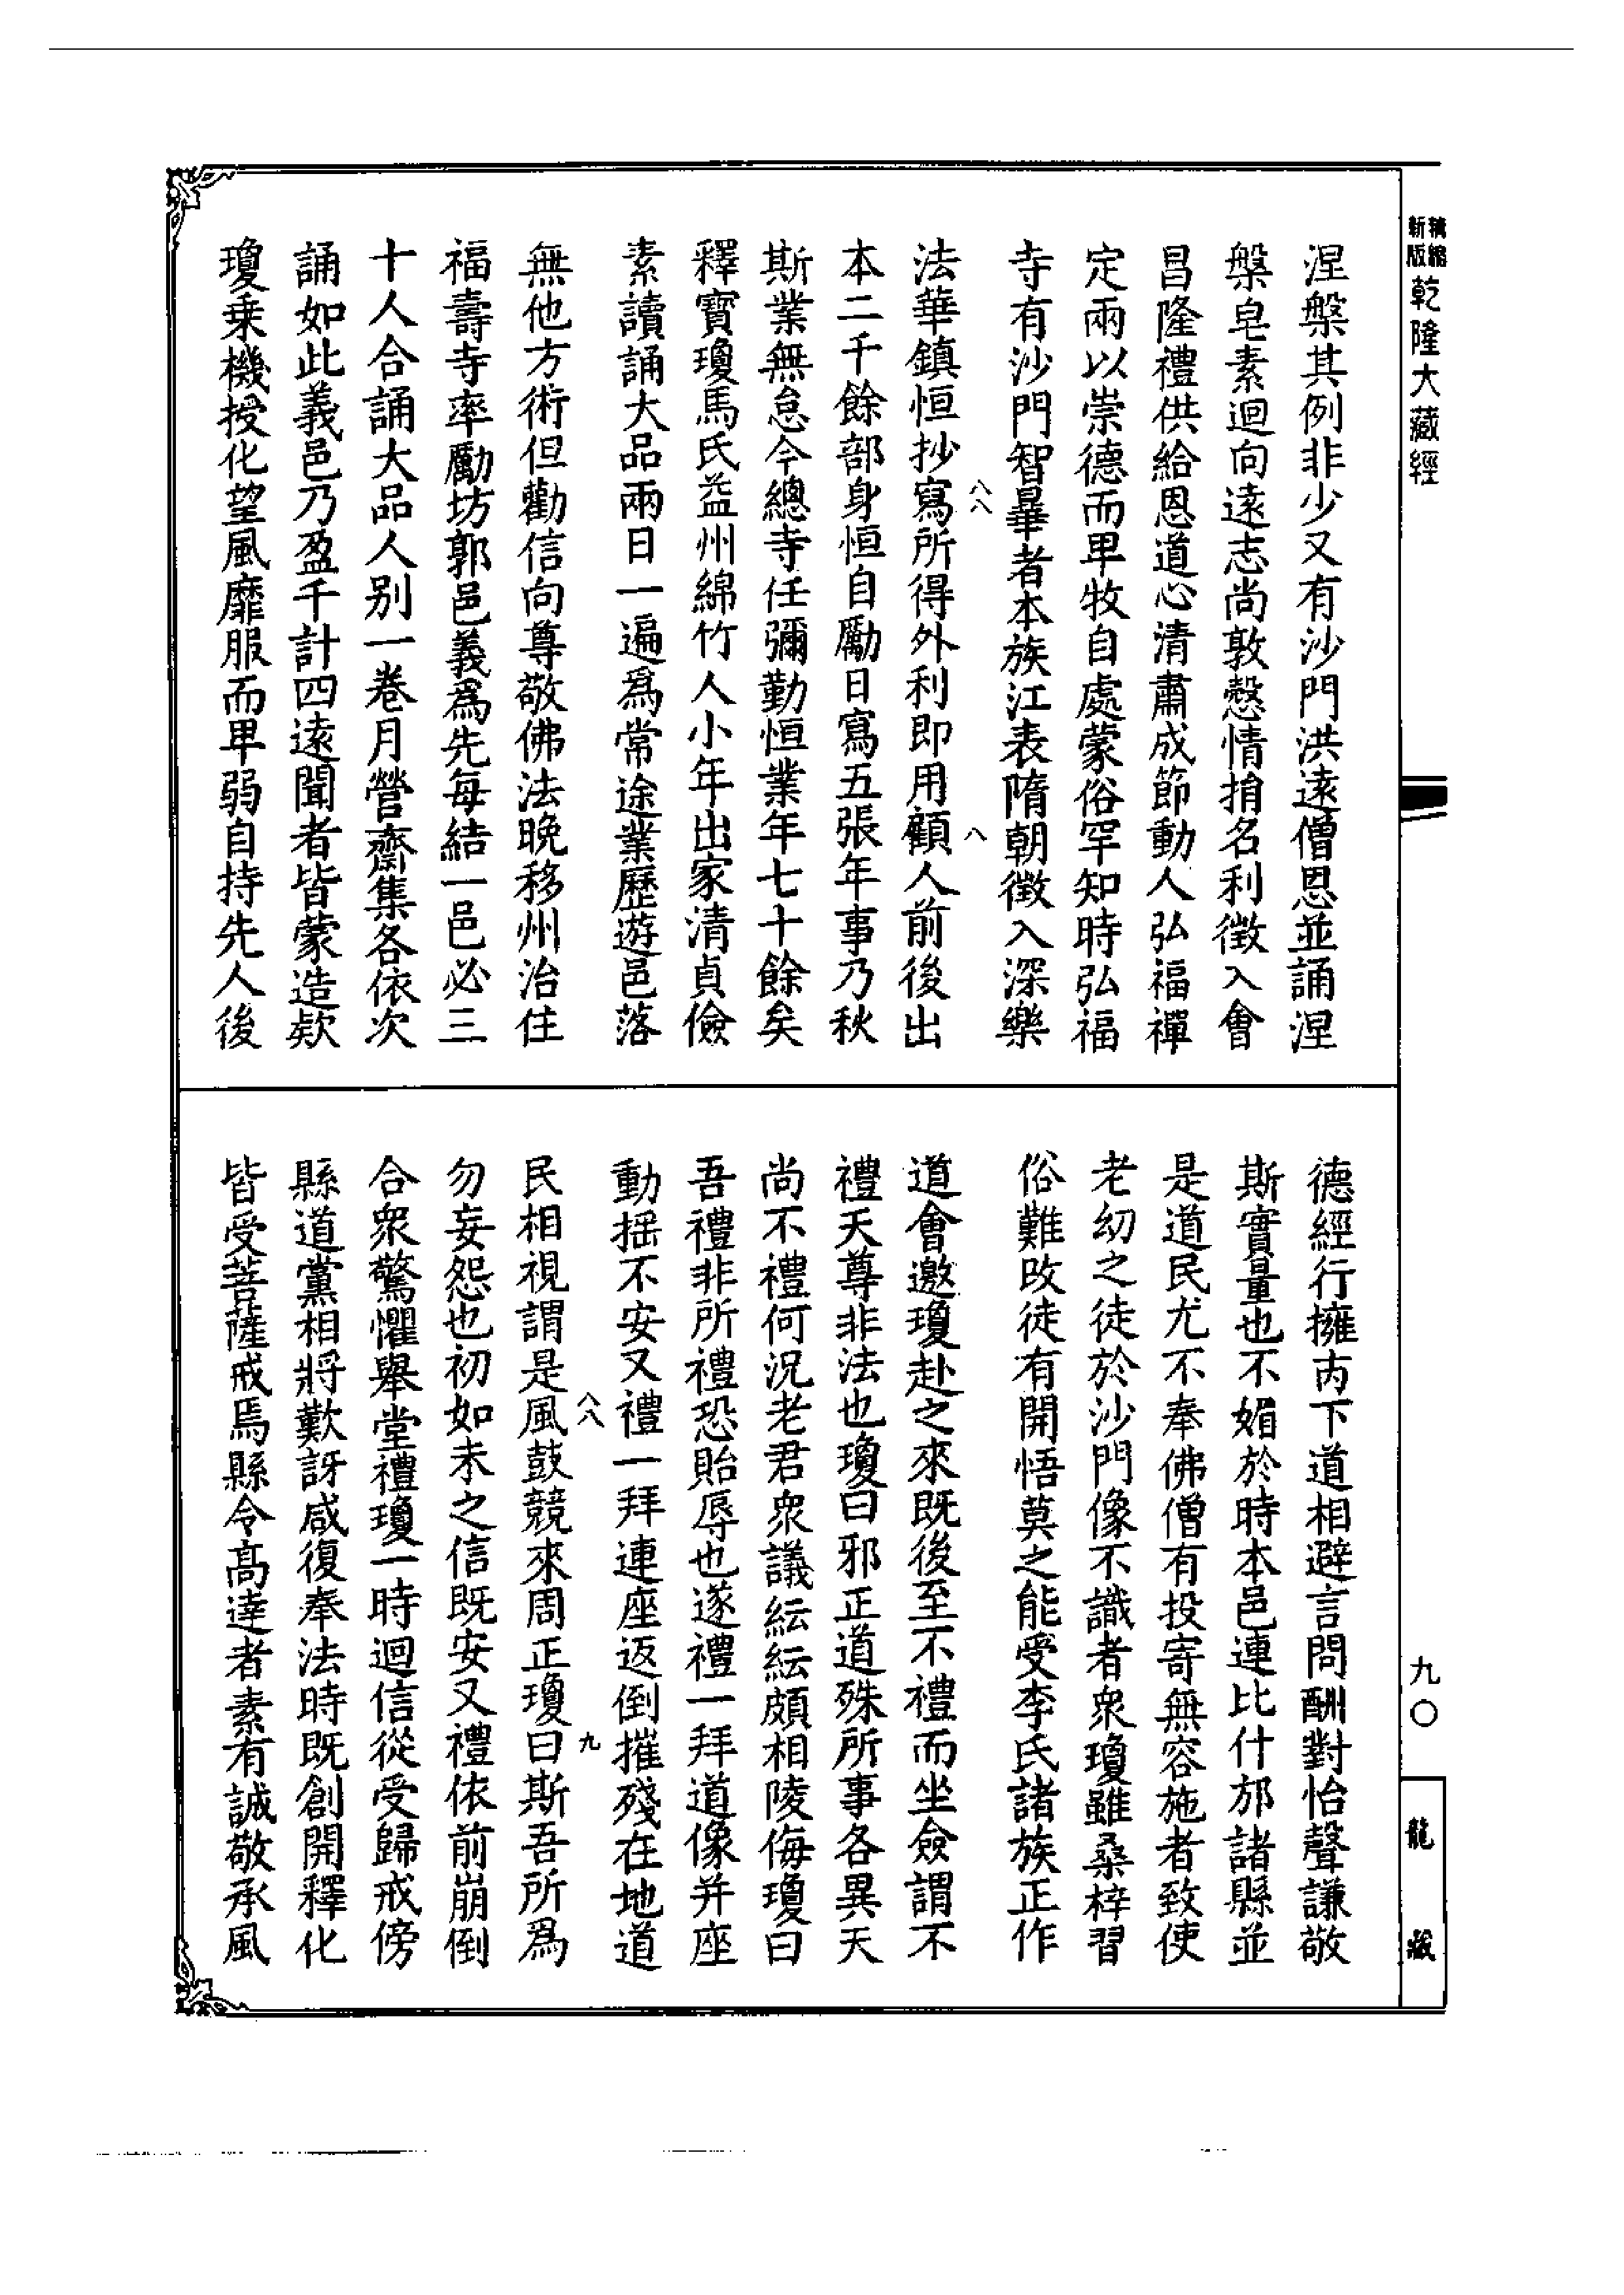 新版精縮乾隆大藏經
涅槃其例非少又有沙門洪遠僧恩並誦涅
槃皂素迴向遠志尚敦慤情捐名利徵入會
昌隆禮供給恩道心清肅成節動人弘福禪
定兩以崇德而卑牧自處蒙俗罕知時弘福
寺有沙門智曅者本族江表隋朝徵入深樂
法華鎮恒抄寫所得外利即用顧人前後出
八八
八
本二千餘部身恒自勵日寫五張年事乃秋
斯業無怠今總寺任彌勤恒業年七十餘矣
釋寶瓊馬氏益州綿竹人小年出家清貞儉
素讀誦大品兩日一遍爲常途業歷遊邑落
無他方術但勸信向尊敬佛法晚移州治住
福壽寺率勵坊郭邑義爲先每結一邑必三
十人合誦大品人别一卷月營齋集各依次
誦如此義邑乃盈千計四遠聞者皆蒙造欵
瓊乗機授化望風靡服而卑弱自持先人後
德經行擁㐫下道相避言問酬對怡聲謙敬
斯實量也不媚於時本邑連比什邡諸縣並
是道民尤不奉佛僧有投寄無容施者致使
老幼之徒於沙門像不識者衆瓊雖桑梓習
俗難改徒有開悟莫之能受李氏諸族正作
道會邀瓊赴之來既後至不禮而坐僉謂不
禮天尊非法也瓊曰邪正道殊所事各異天
尚不禮何況老君衆議紜紜頗相陵侮瓊曰
吾禮非所禮恐貽辱也遂禮一拜道像并座
動揺不安又禮一拜連座返倒摧殘在地道
八八
九
民相視謂是風鼓競來周正瓊曰斯吾所爲
勿妄怨也初如未之信既安又禮依前崩倒
合衆驚懼舉堂禮瓊一時迴信從受歸戒傍
縣道黨相將歎訝咸復奉法時既創開釋化
皆受菩薩戒焉縣令髙逹者素有誠敬承風
九〇
龍藏